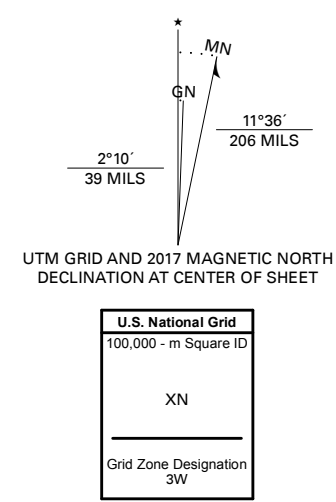 ★
MN
GN
11°36´
206 MILS
2°10´
39 MILS
UTM GRID AND 2017 MAGNETIC NORTH
DECLINATION AT CENTER OF SHEET
U.S. National Grid
100,000 - m Square ID
XN
Grid Zone Designation
3W